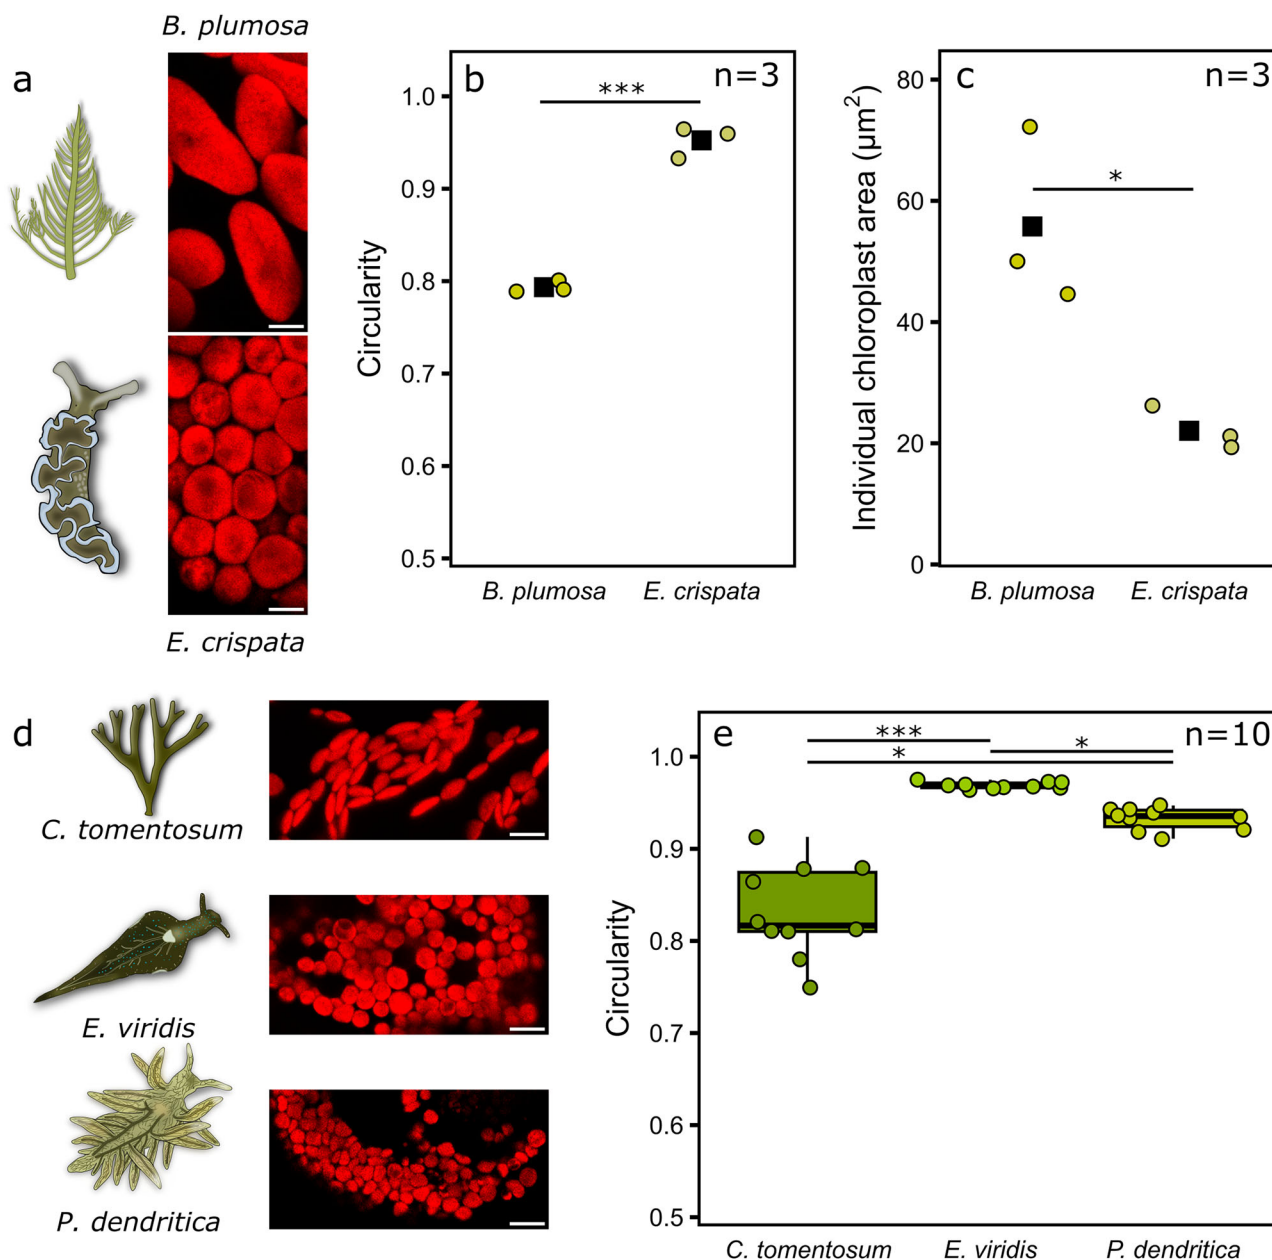 B. plumosa
a
E. crispata
b
n=3
***
1.0
0.9
0.8
0.7
0.6
0.5
Circularity
B. plumosa
E. crispata
c
n=3
*
80
60
40
20
0
Individual chloroplast area (µm²)
B. plumosa
E. crispata
d
C. tomentosum
E. viridis
P. dendritica
e
n=10
***
*
*
1.0
0.9
0.8
0.7
0.6
0.5
Circularity
C. tomentosum
E. viridis
P. dendritica